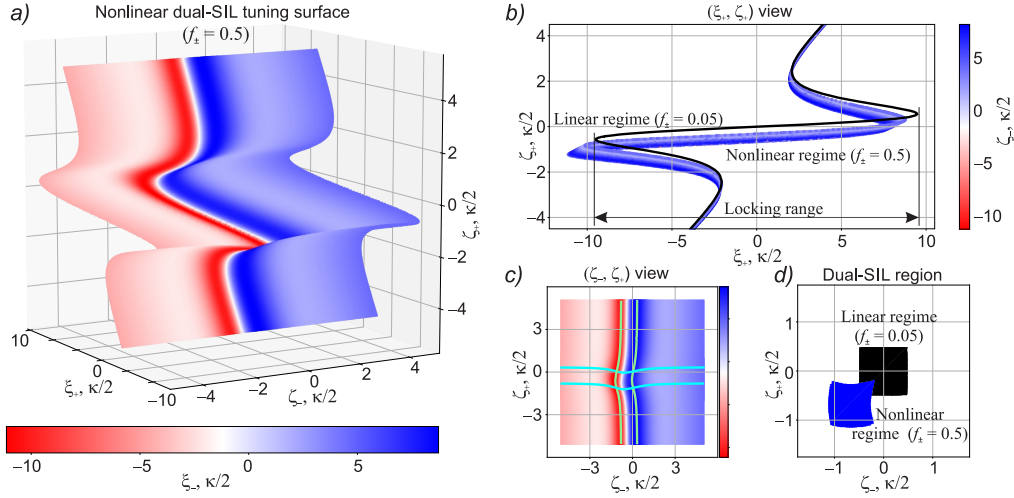 a)
Nonlinear dual-SIL tuning surface
(f± = 0.5)
4
2
0
−2
−4
ζ₊, κ/2
10
5
0
−5
−10
ξ₊, κ/2
−4
−2
0
2
4
ζ₋, κ/2
−10
−5
0
5
ξ₋, κ/2
b)
(ξ₊, ζ₊) view
4
2
0
−2
−4
ζ₊, κ/2
Linear regime (f± = 0.05)
Nonlinear regime (f± = 0.5)
Locking range
−10
−5
0
5
10
ξ₊, κ/2
5
0
−5
−10
ζ₋, κ/2
c)
(ζ₋, ζ₊) view
3
0
−3
ζ₊, κ/2
−3
0
3
ζ₋, κ/2
d)
Dual-SIL region
1
0
−1
ζ₊, κ/2
Linear regime
(f± = 0.05)
Nonlinear
regime (f± = 0.5)
−1
0
1
ζ₋, κ/2